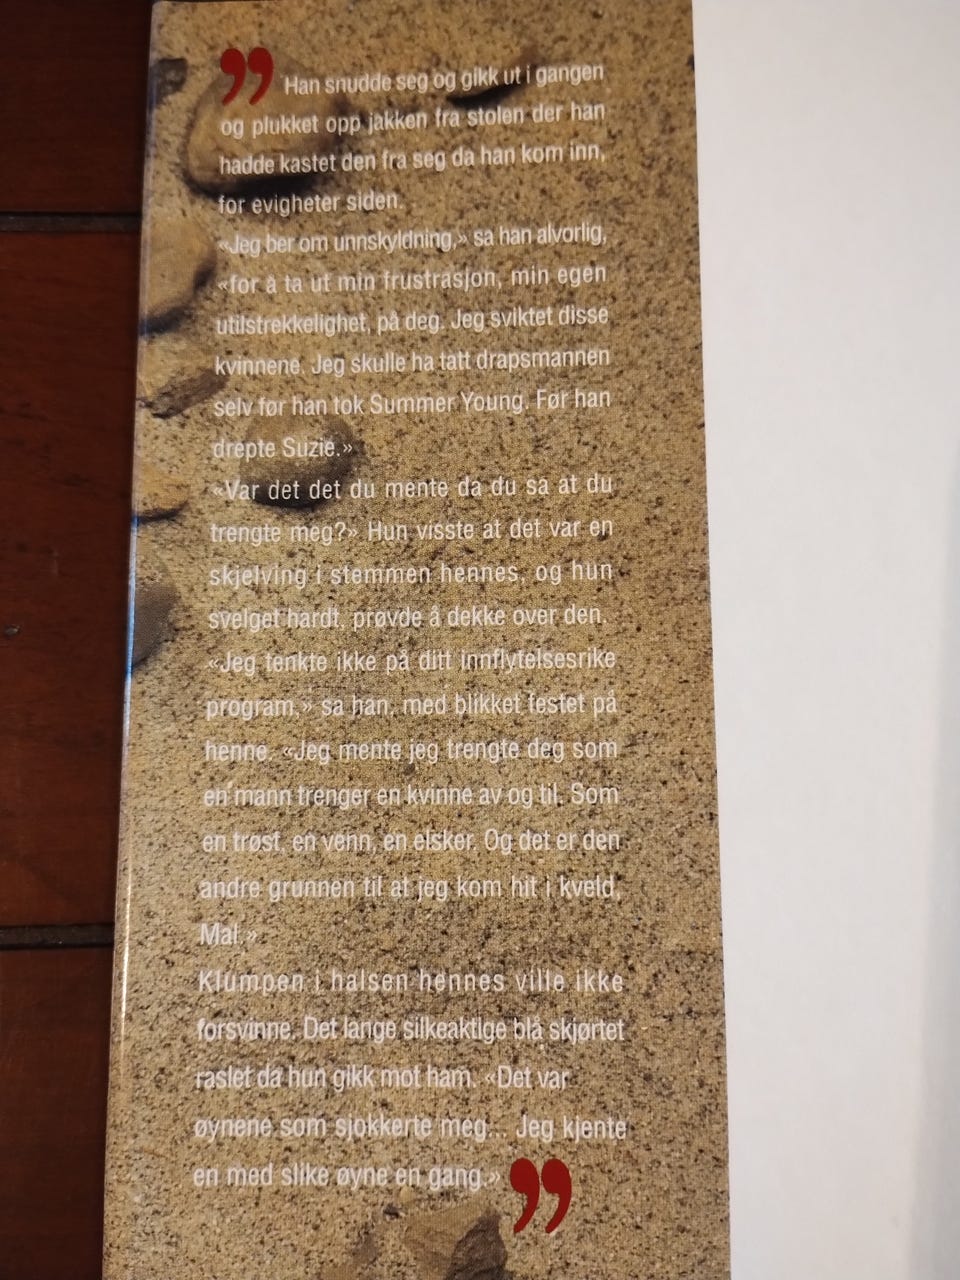 ” Han snudde seg og gikk ut i gangen
og plukket opp jakken fra stolen der han
hadde kastet den fra seg da han kom inn,
for evigheter siden.
«Jeg ber om unnskyldning,» sa han alvorlig,
«for å ta ut min frustrasjon, min egen
utilstrekkelighet, på deg. Jeg sviktet disse
kvinnene. Jeg skulle ha tatt drapsmannen
selv før han tok Summer Young. Før han
drepte Suzie.»
«Var det det du mente da du sa at du
trengte meg?» Hun visste at det var en
skjelving i stemmen hennes, og hun
svelget hardt, prøvde å dekke over den.
«Jeg tenkte ikke på ditt innflytelsesrike
program,» sa han, med blikket festet på
henne. «Jeg mente jeg trengte deg som
en mann trenger en kvinne av og til. Som
en trøst, en venn, en elsker. Og det er den
andre grunnen til at jeg kom hit i kveld,
Mal.»
Klumpen i halsen hennes ville ikke
forsvinne. Det lange silkeaktige blå skjørtet
raslet da hun gikk mot ham. «Det var
øynene som sjokkerte meg... Jeg kjente
en med slike øyne en gang.» ”